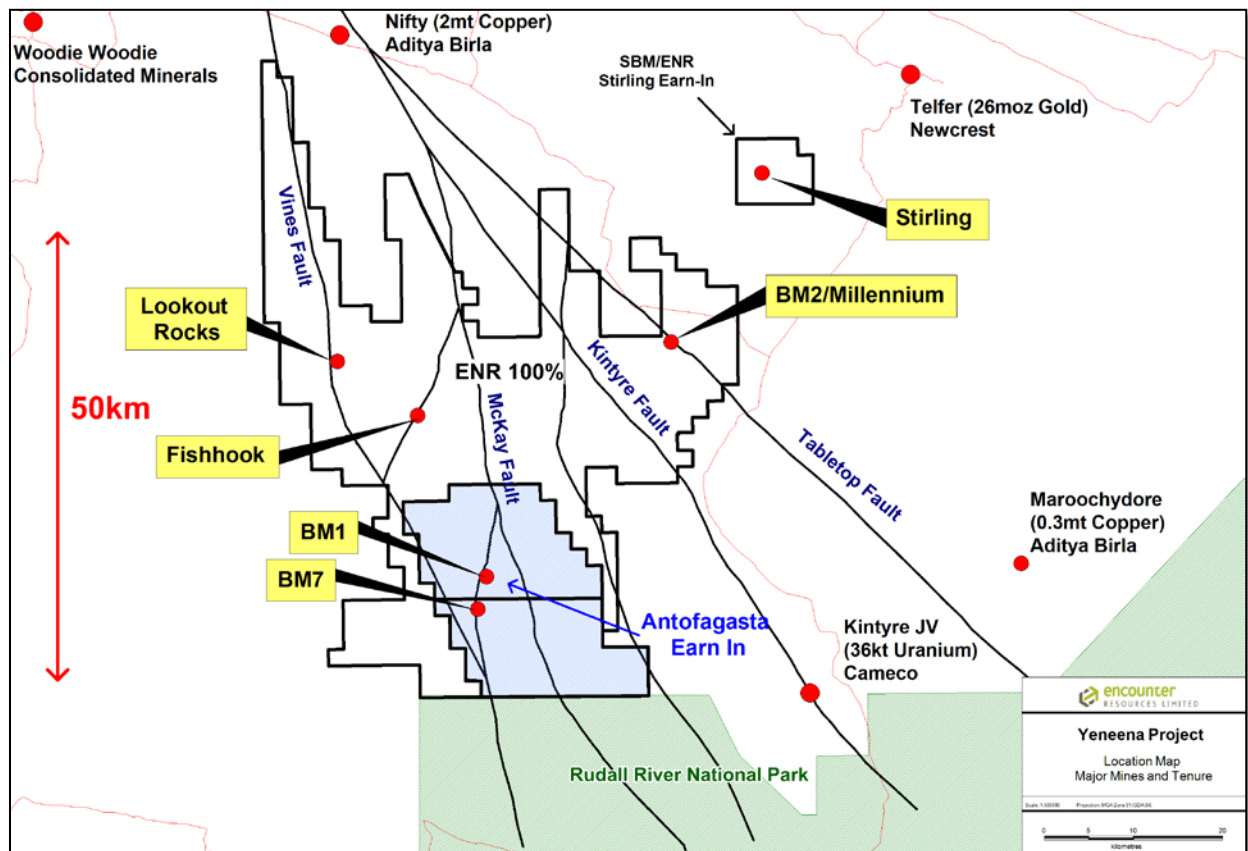 Woodie Woodie
Consolidated Minerals
Nifty (2mt Copper)
Aditya Birla
SBM/ENR
Stirling Earn-In
Telfer (26moz Gold)
Newcrest
Stirling
Vines Fault
Lookout
Rocks
BM2/Millennium
50km
ENR 100%
Kintyre Fault
McKay Fault
Fishhook
Tabletop Fault
Maroochydore
(0.3mt Copper)
Aditya Birla
BM1
BM7
Antofagasta
Earn In
Kintyre JV
(36kt Uranium)
Cameco
Rudall River National Park
encounter
RESOURCES LIMITED
Yeneena Project
Location Map
Major Mines and Tenure
0 5 10 20
kilometres